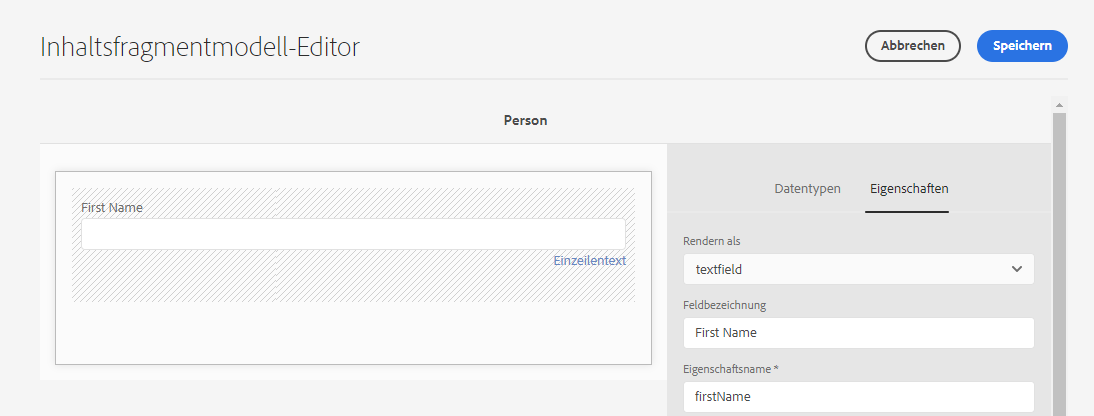 Inhaltsfragmentmodell-Editor
Abbrechen
Speichern
Person
First Name
Einzeilentext
Datentypen
Eigenschaften
Rendern als
textfield
Feldbezeichnung
First Name
Eigenschaftsname *
firstName